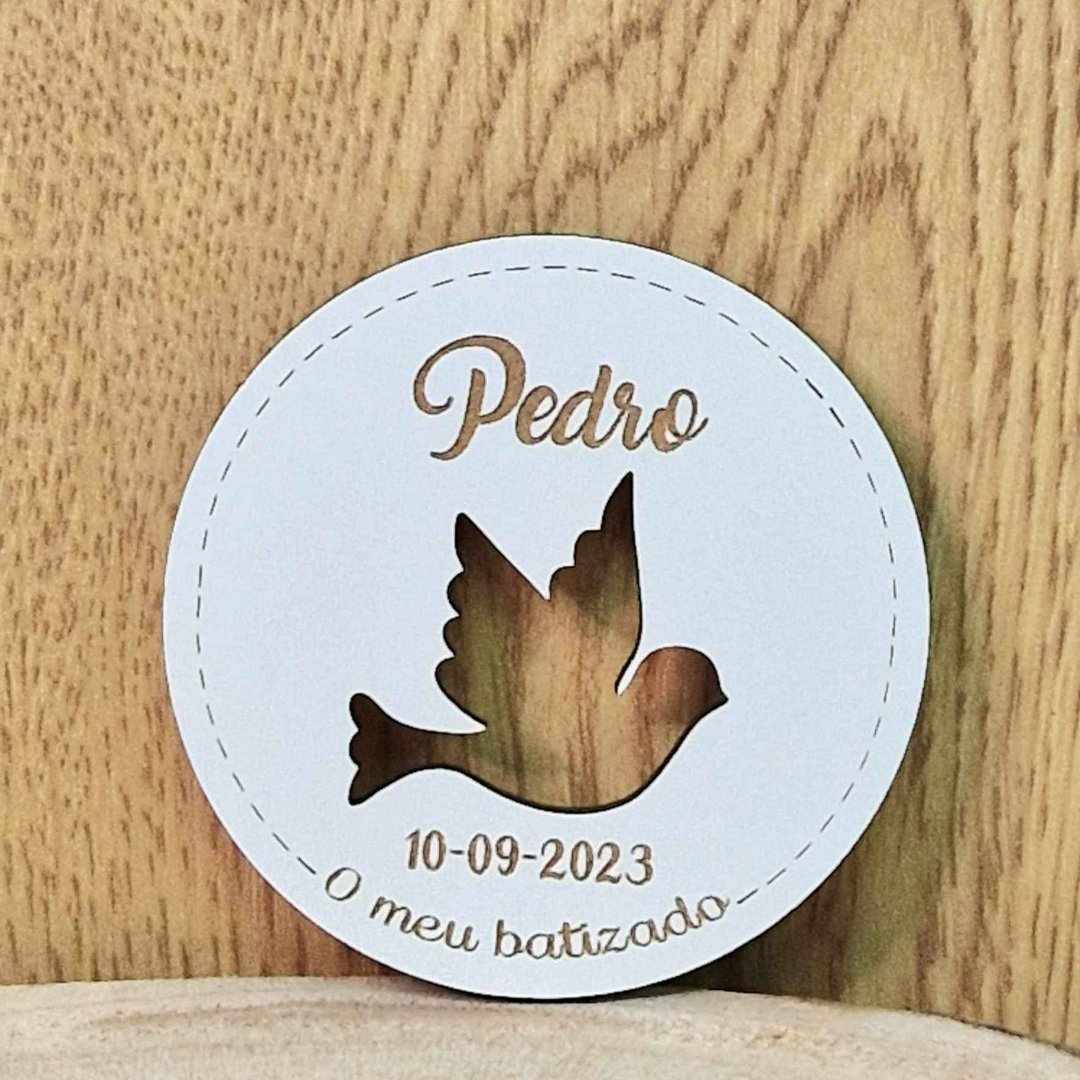 Pedro
10-09-2023
O meu batizado